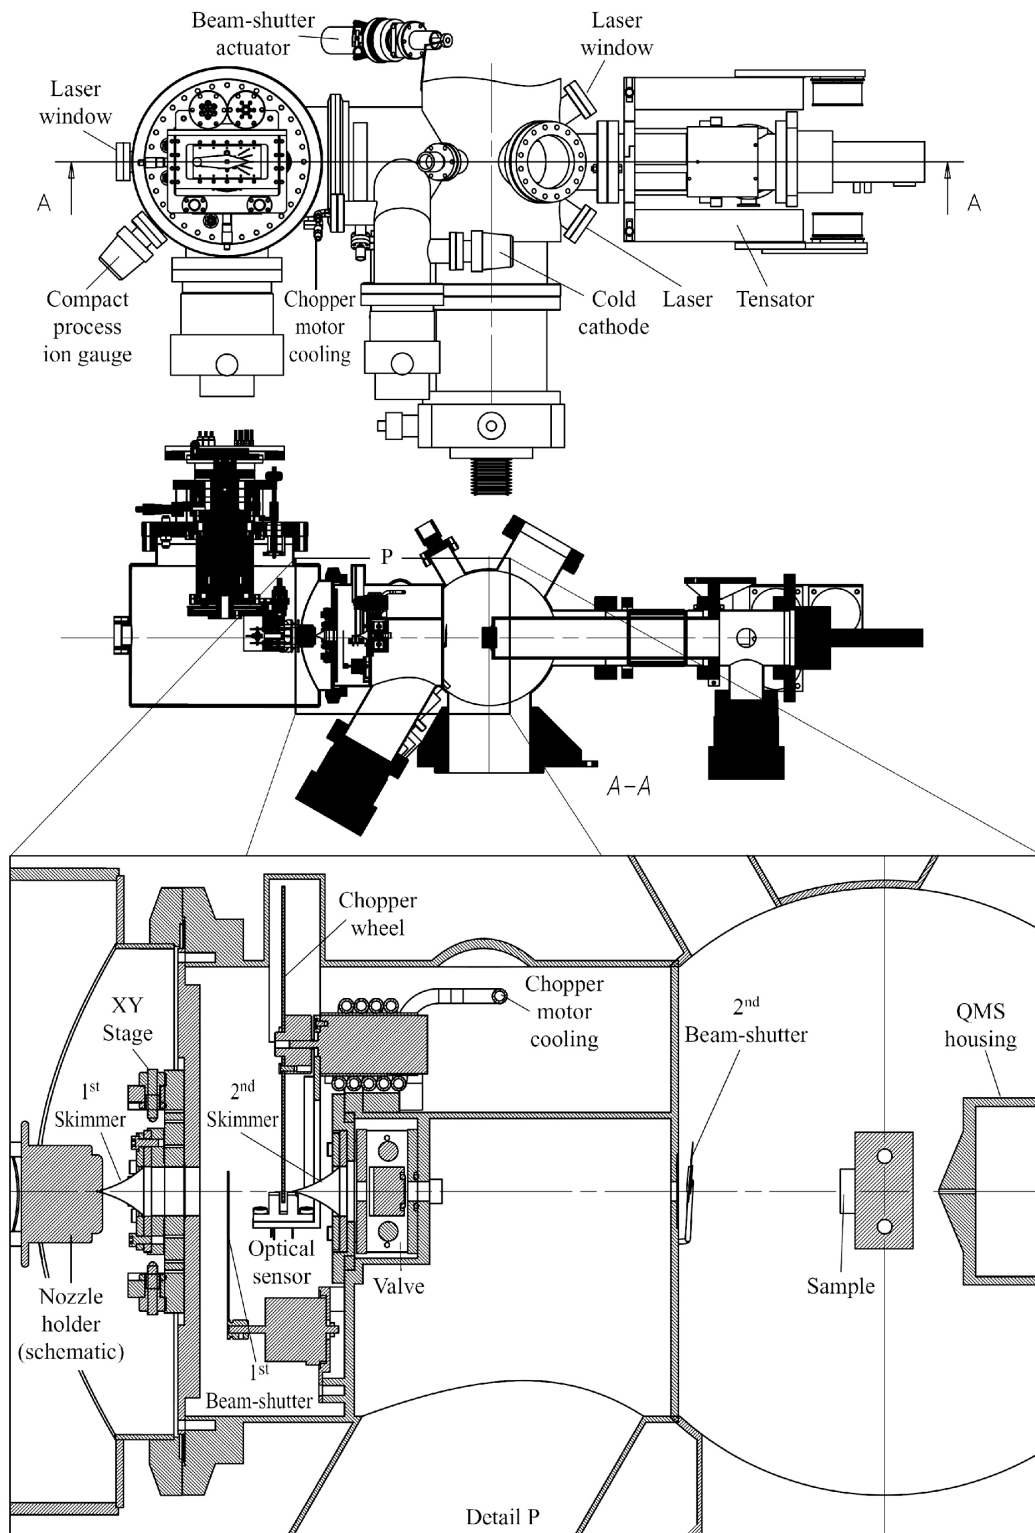 Beam-shutter
actuator
Laser
window
Laser
window
A
A
Compact
process
ion gauge
Chopper
motor
cooling
Cold
cathode
Laser
Tensator
P
A-A
Chopper
wheel
XY
Stage
Chopper
motor
cooling
2nd
Beam-shutter
QMS
housing
1st
Skimmer
2nd
Skimmer
Optical
sensor
Valve
Sample
Nozzle
holder
(schematic)
1st
Beam-shutter
Detail P